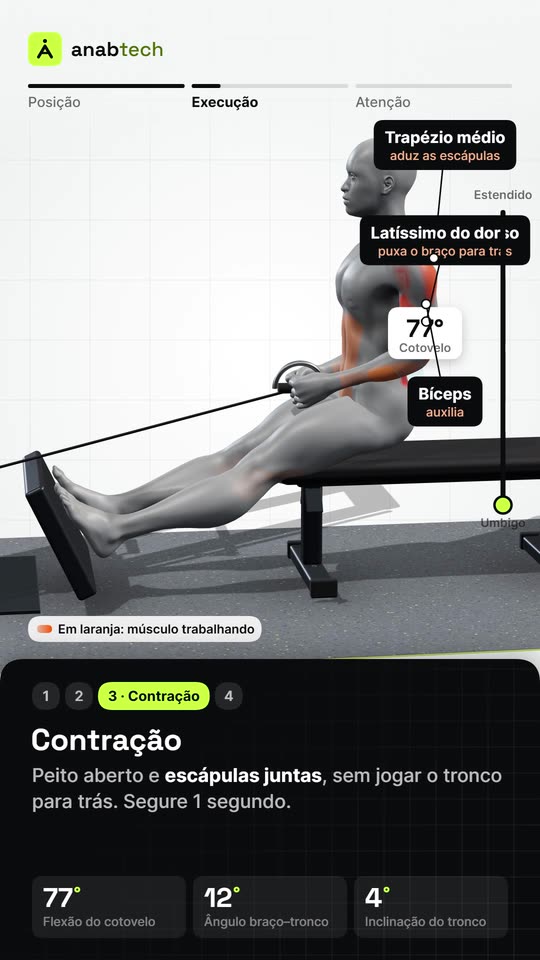 anabtech
Posição
Execução
Atenção
Trapézio médio
aduz as escápulas
Estendido
Latíssimo do dorso
puxa o braço para trás
77°
Cotovelo
Bíceps
auxilia
Umbigo
Em laranja: músculo trabalhando
1
2
3 · Contração
4
Contração
Peito aberto e escápulas juntas, sem jogar o tronco
para trás. Segure 1 segundo.
77°
12°
4°
Flexão do cotovelo
Ângulo braço–tronco
Inclinação do tronco